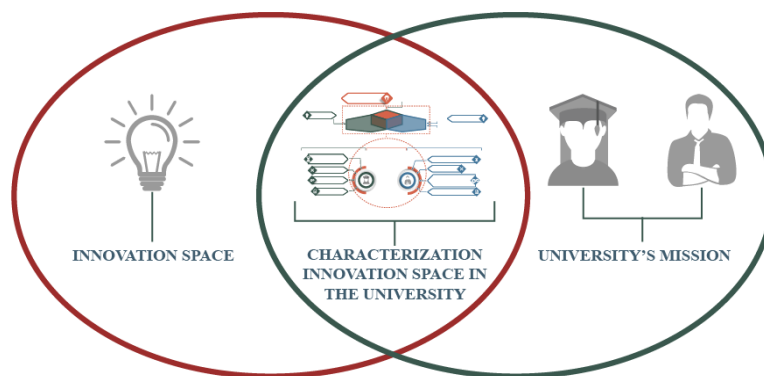 INNOVATION SPACE
CHARACTERIZATION
INNOVATION SPACE IN
THE UNIVERSITY
UNIVERSITY'S MISSION